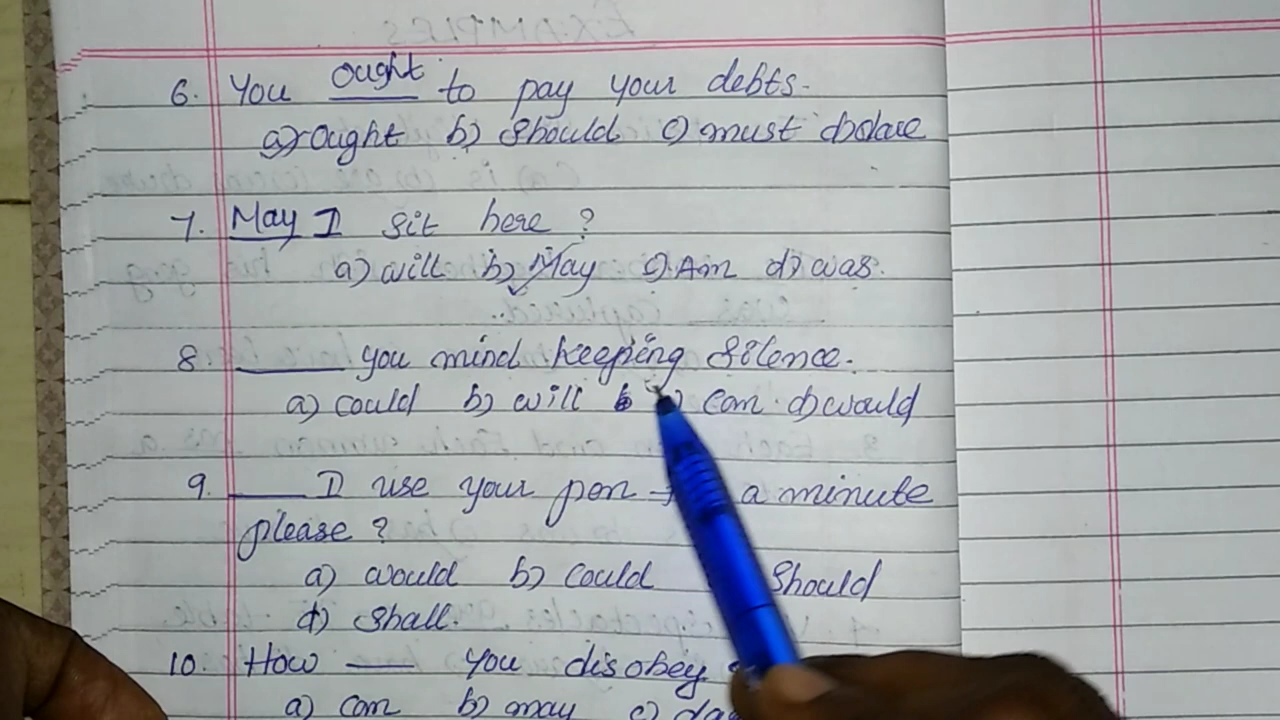 6. You ought to pay your debts.
a) Ought b) Should c) must d)
7. May I sit here ?
a) will b) May c) Am d) was.
8. ____ you mind keeping Silence.
a) could b) will c) can d) would
9. ____ I use your pen a minute
please ?
a) would b) Could Should
d) Shall.
10. How ____ you disobey
a) can b) may c)